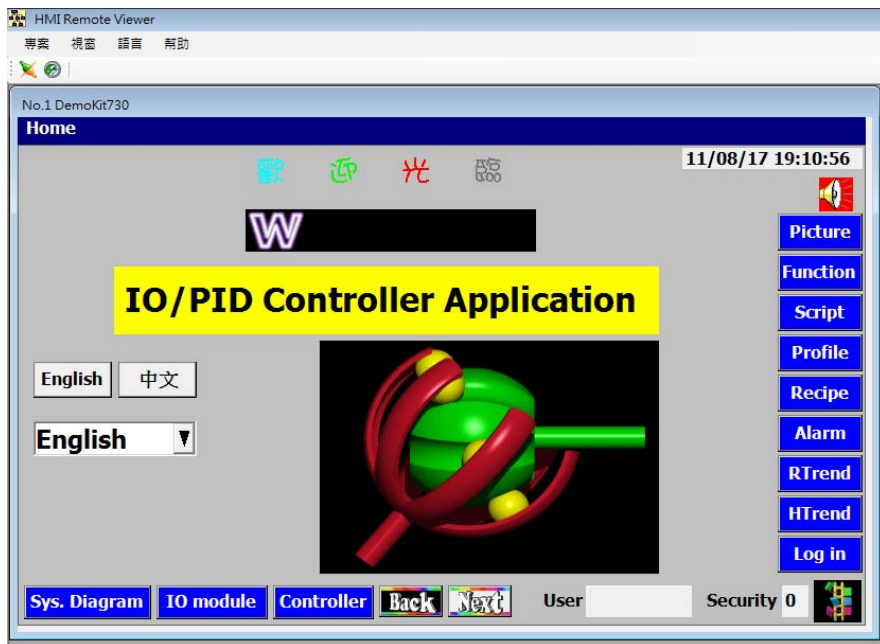 HMI Remote Viewer
專案 視窗 語言 幫助
No.1 DemoKit730
Home
11/08/17 19:10:56
歡 迎 光 臨
W
Picture
Function
IO/PID Controller Application
Script
Profile
English 中文
Recipe
English
Alarm
RTrend
HTrend
Log in
Sys. Diagram IO module Controller Back Next User Security 0